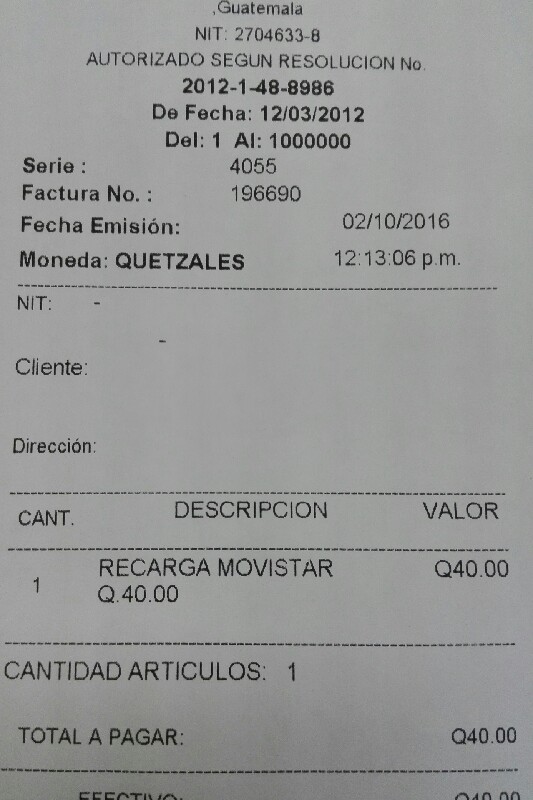 ,Guatemala
NIT: 2704633-8
AUTORIZADO SEGUN RESOLUCION No.
2012-1-48-8986
De Fecha: 12/03/2012
Del: 1 Al: 1000000
Serie : 4055
Factura No. : 196690
Fecha Emisión: 02/10/2016
Moneda: QUETZALES 12:13:06 p.m.
NIT: -
-
Cliente:
Dirección:
CANT. DESCRIPCION VALOR
1 RECARGA MOVISTAR Q40.00
Q.40.00
CANTIDAD ARTICULOS: 1
TOTAL A PAGAR: Q40.00
EFECTIVO: Q40.00